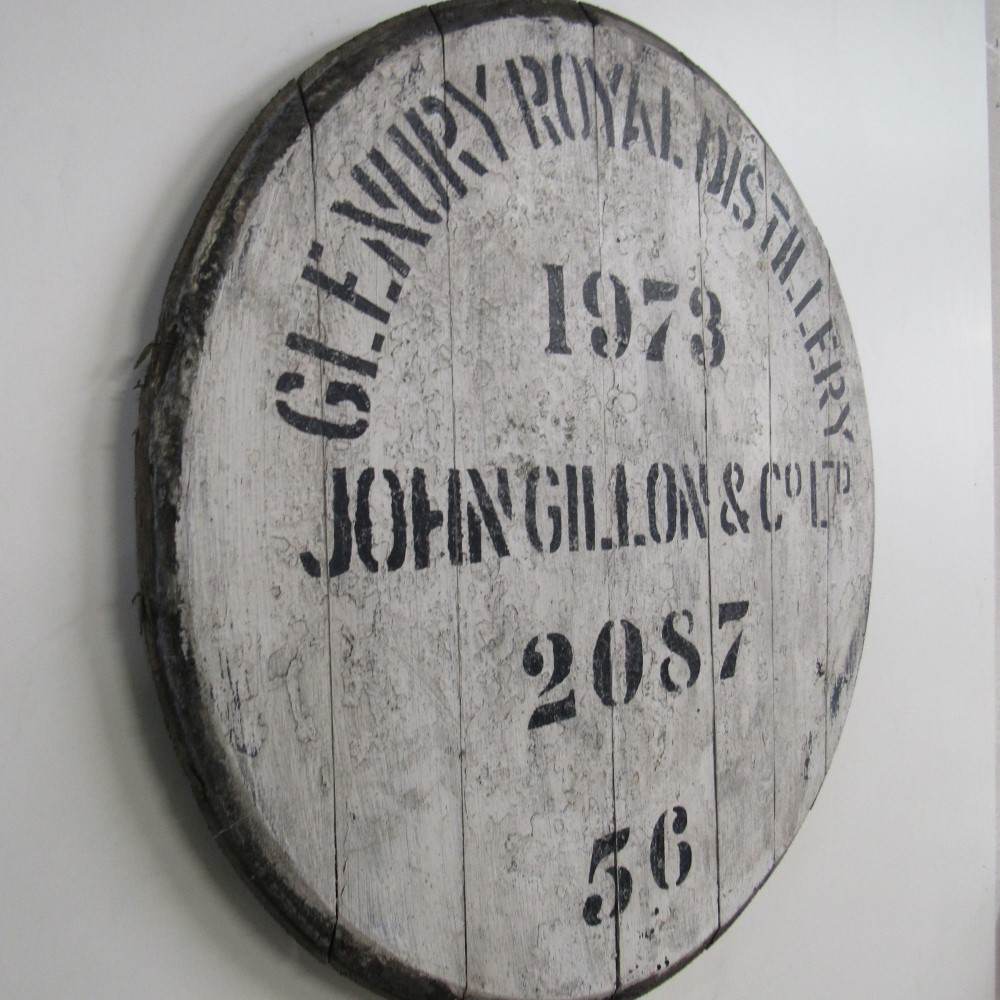 GLENURY ROYAL DISTILLERY
1973
JOHN GILLON & Cº LTD
2087
56